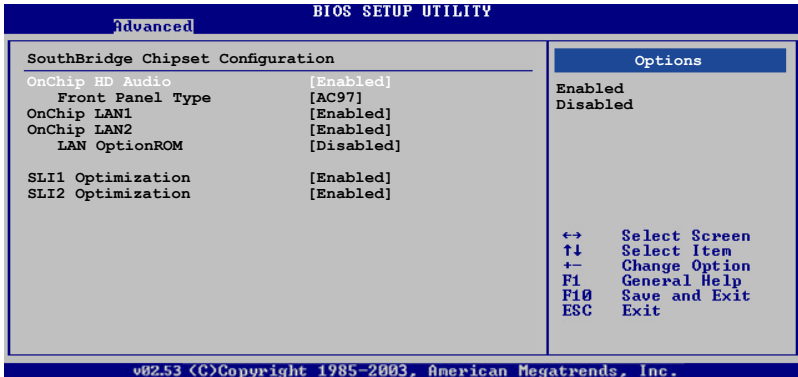 BIOS SETUP UTILITY
Advanced
SouthBridge Chipset Configuration
OnChip HD Audio [Enabled]
Front Panel Type [AC97]
OnChip LAN1 [Enabled]
OnChip LAN2 [Enabled]
LAN OptionROM [Disabled]
SLI1 Optimization [Enabled]
SLI2 Optimization [Enabled]
Options
Enabled
Disabled
←→ Select Screen
↑↓ Select Item
+- Change Option
F1 General Help
F10 Save and Exit
ESC Exit
v02.53 (C)Copyright 1985-2003, American Megatrends, Inc.